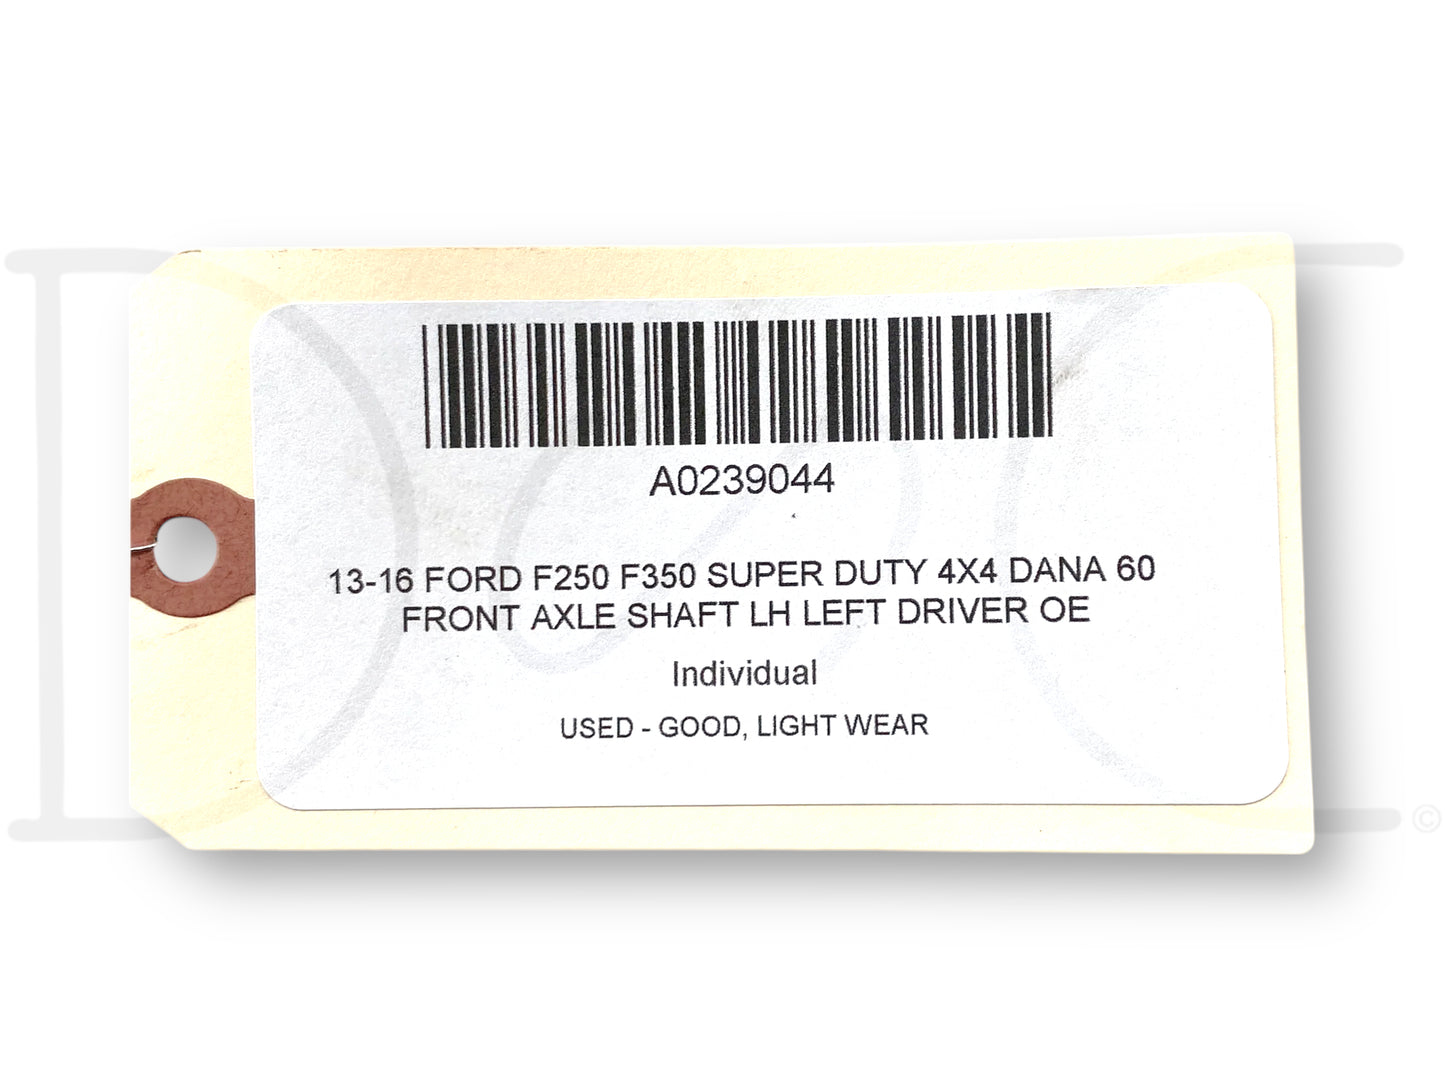 A0239044
13-16 FORD F250 F350 SUPER DUTY 4X4 DANA 60
FRONT AXLE SHAFT LH LEFT DRIVER OE
Individual
USED - GOOD, LIGHT WEAR
©